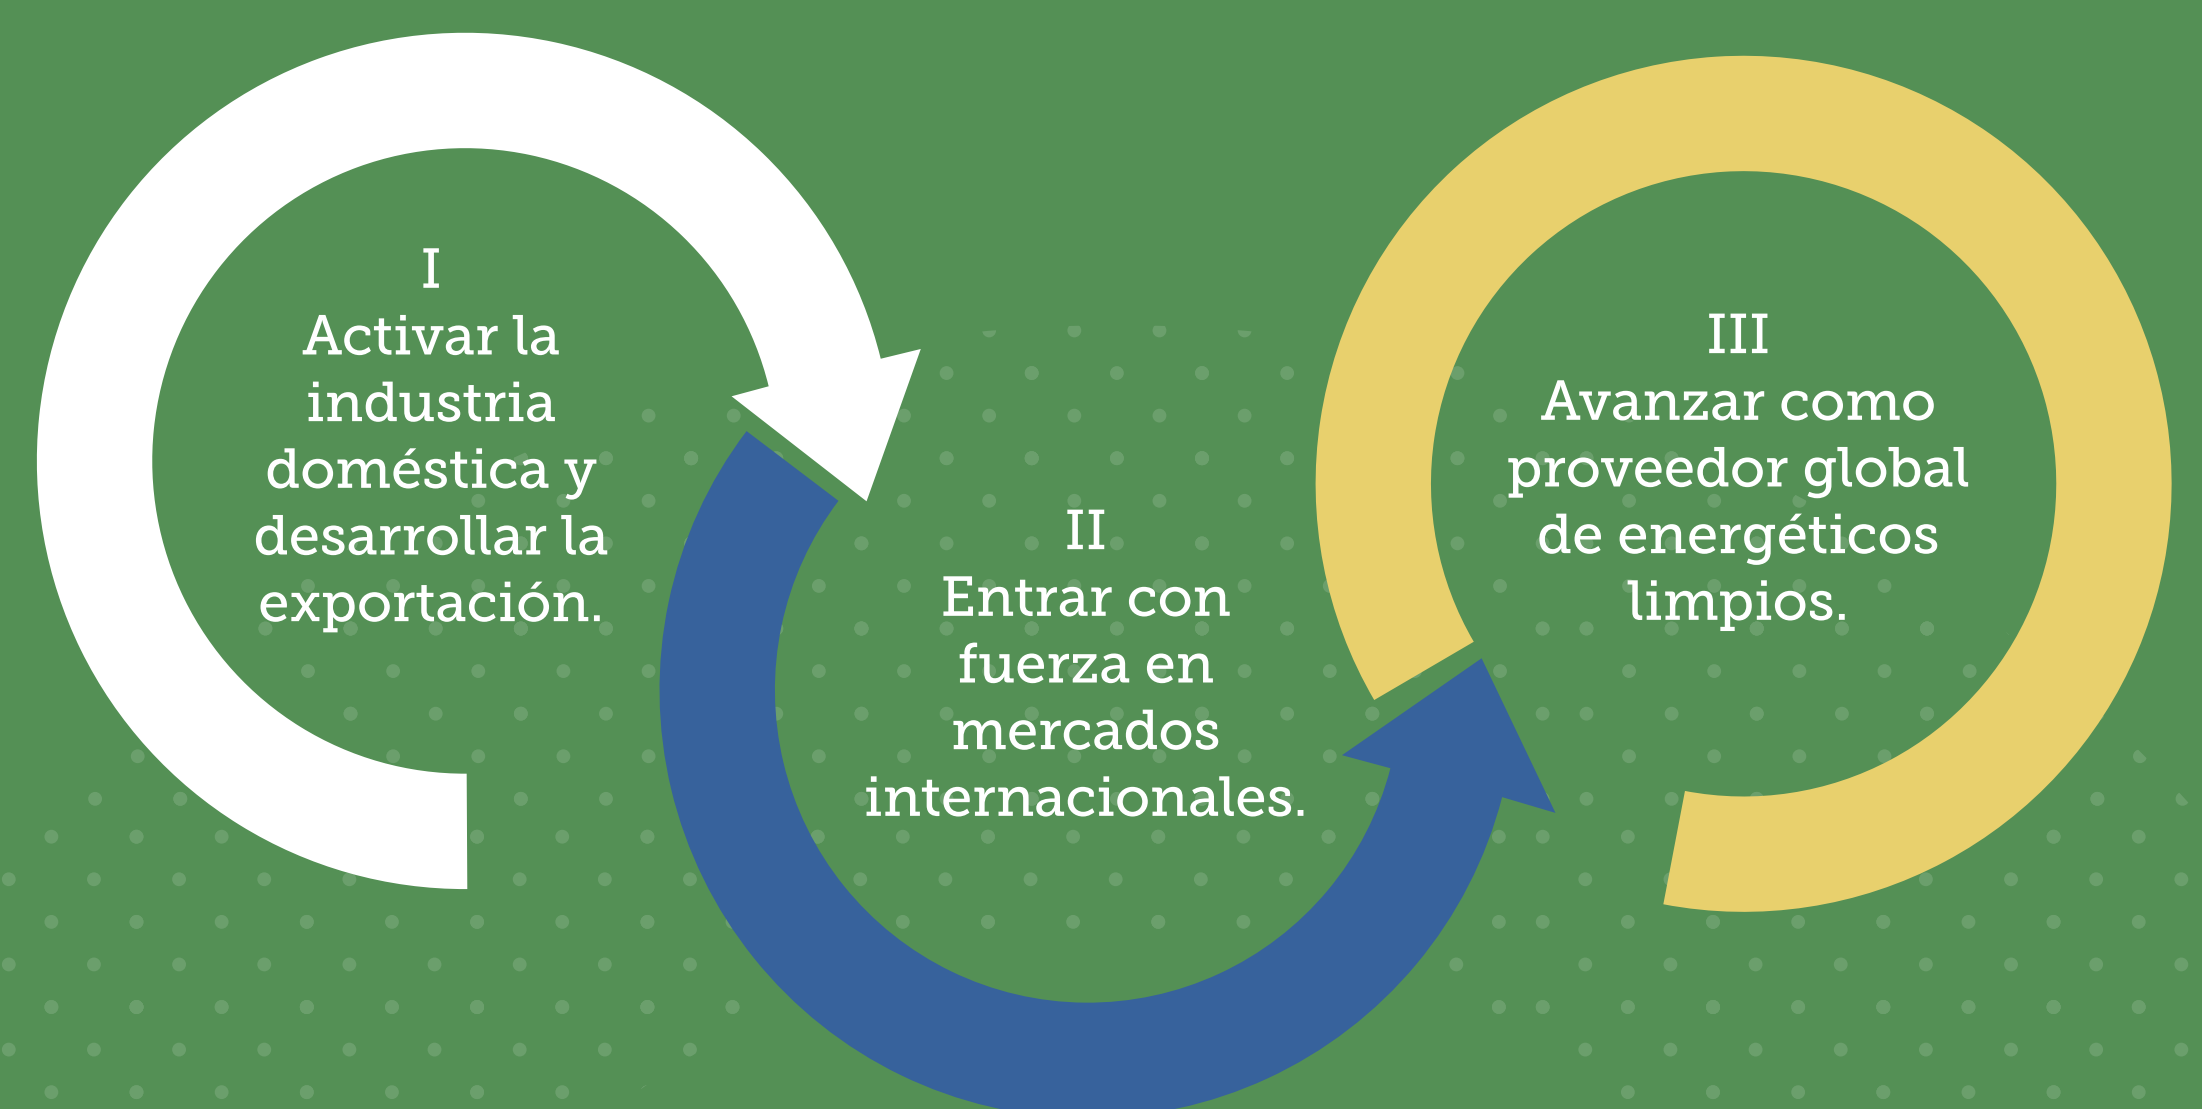 I
Activar la
industria
doméstica y
desarrollar la
exportación.
II
Entrar con
fuerza en
mercados
internacionales.
III
Avanzar como
proveedor global
de energéticos
limpios.